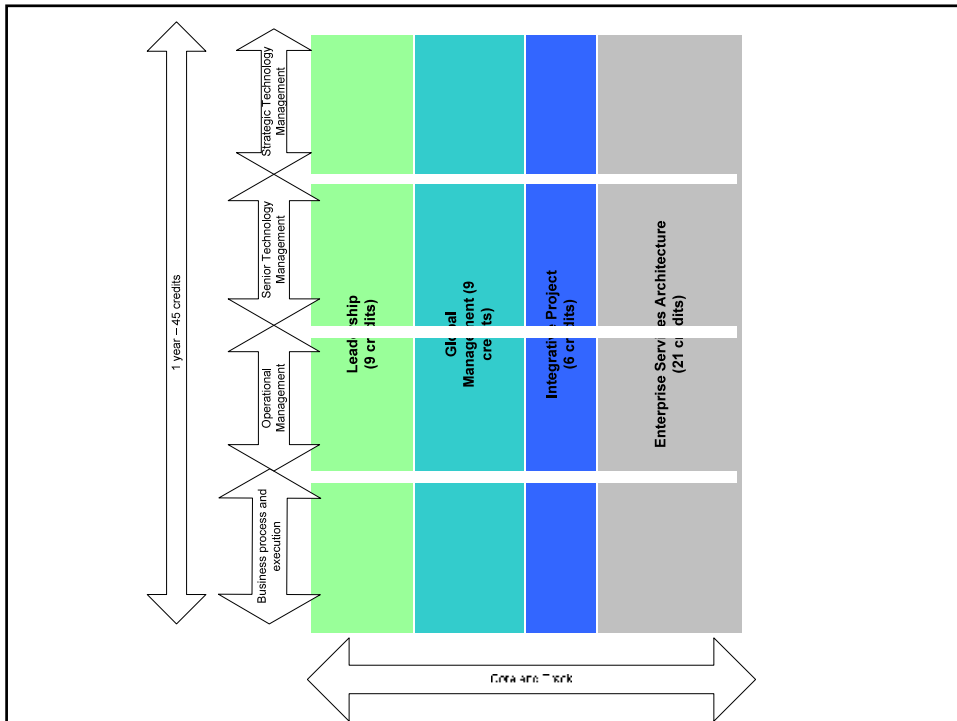 1 year – 45 credits
Strategic Technology
Management
Senior Technology
Management
Operational
Management
Business process and
execution
Leadership
(9 credits)
Global
Management (9
credits)
Integrative Project
(6 credits)
Enterprise Services Architecture
(21 credits)
Core and Track